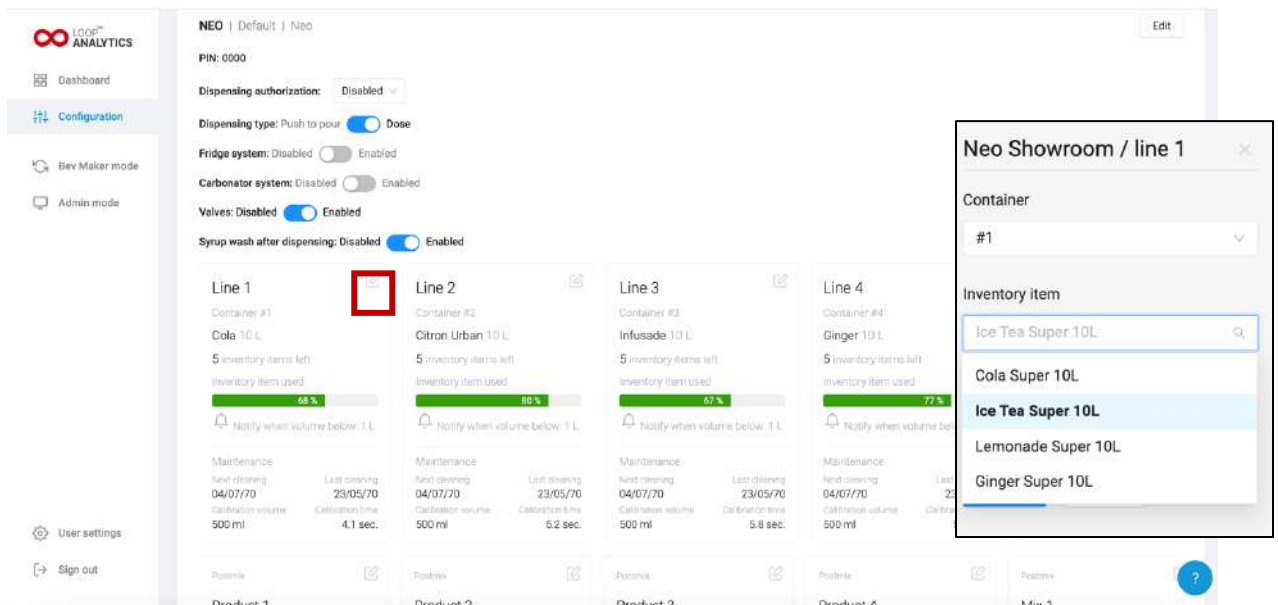 LOOP™
ANALYTICS
Dashboard
Configuration
Bev Maker mode
Admin mode
User settings
Sign out
NEO | Default | Neo
Edit
PIN: 0000
Dispensing authorization: Disabled
Dispensing type: Push to pour Dose
Fridge system: Disabled Enabled
Carbonator system: Disabled Enabled
Valves: Disabled Enabled
Syrup wash after dispensing: Disabled Enabled
Line 1
Container #1
Cola 10 L
5 inventory items left
Inventory item used
68 %
Notify when volume below: 1 L
Maintenance
Next cleaning Last cleaning
04/07/70 23/05/70
Calibration volume Calibration time
500 ml 4.1 sec.
Line 2
Container #2
Citron Urban 10 L
5 inventory items left
Inventory item used
80 %
Notify when volume below: 1 L
Maintenance
Next cleaning Last cleaning
04/07/70 23/05/70
Calibration volume Calibration time
500 ml 5.2 sec.
Line 3
Container #3
Infusade 10 L
5 inventory items left
Inventory item used
67 %
Notify when volume below: 1 L
Maintenance
Next cleaning Last cleaning
04/07/70 23/05/70
Calibration volume Calibration time
500 ml 5.8 sec.
Line 4
Container #4
Ginger 10 L
5 inventory items left
Inventory item used
77 %
Notify when volume
Maintenance
Next cleaning
04/07/70
Calibration volume
500 ml
Postmix
Product 1
Postmix
Product 2
Postmix
Product 3
Postmix
Product 4
Postmix
Mix 1
?
Neo Showroom / line 1
Container
#1
Inventory item
Ice Tea Super 10L
Cola Super 10L
Ice Tea Super 10L
Lemonade Super 10L
Ginger Super 10L